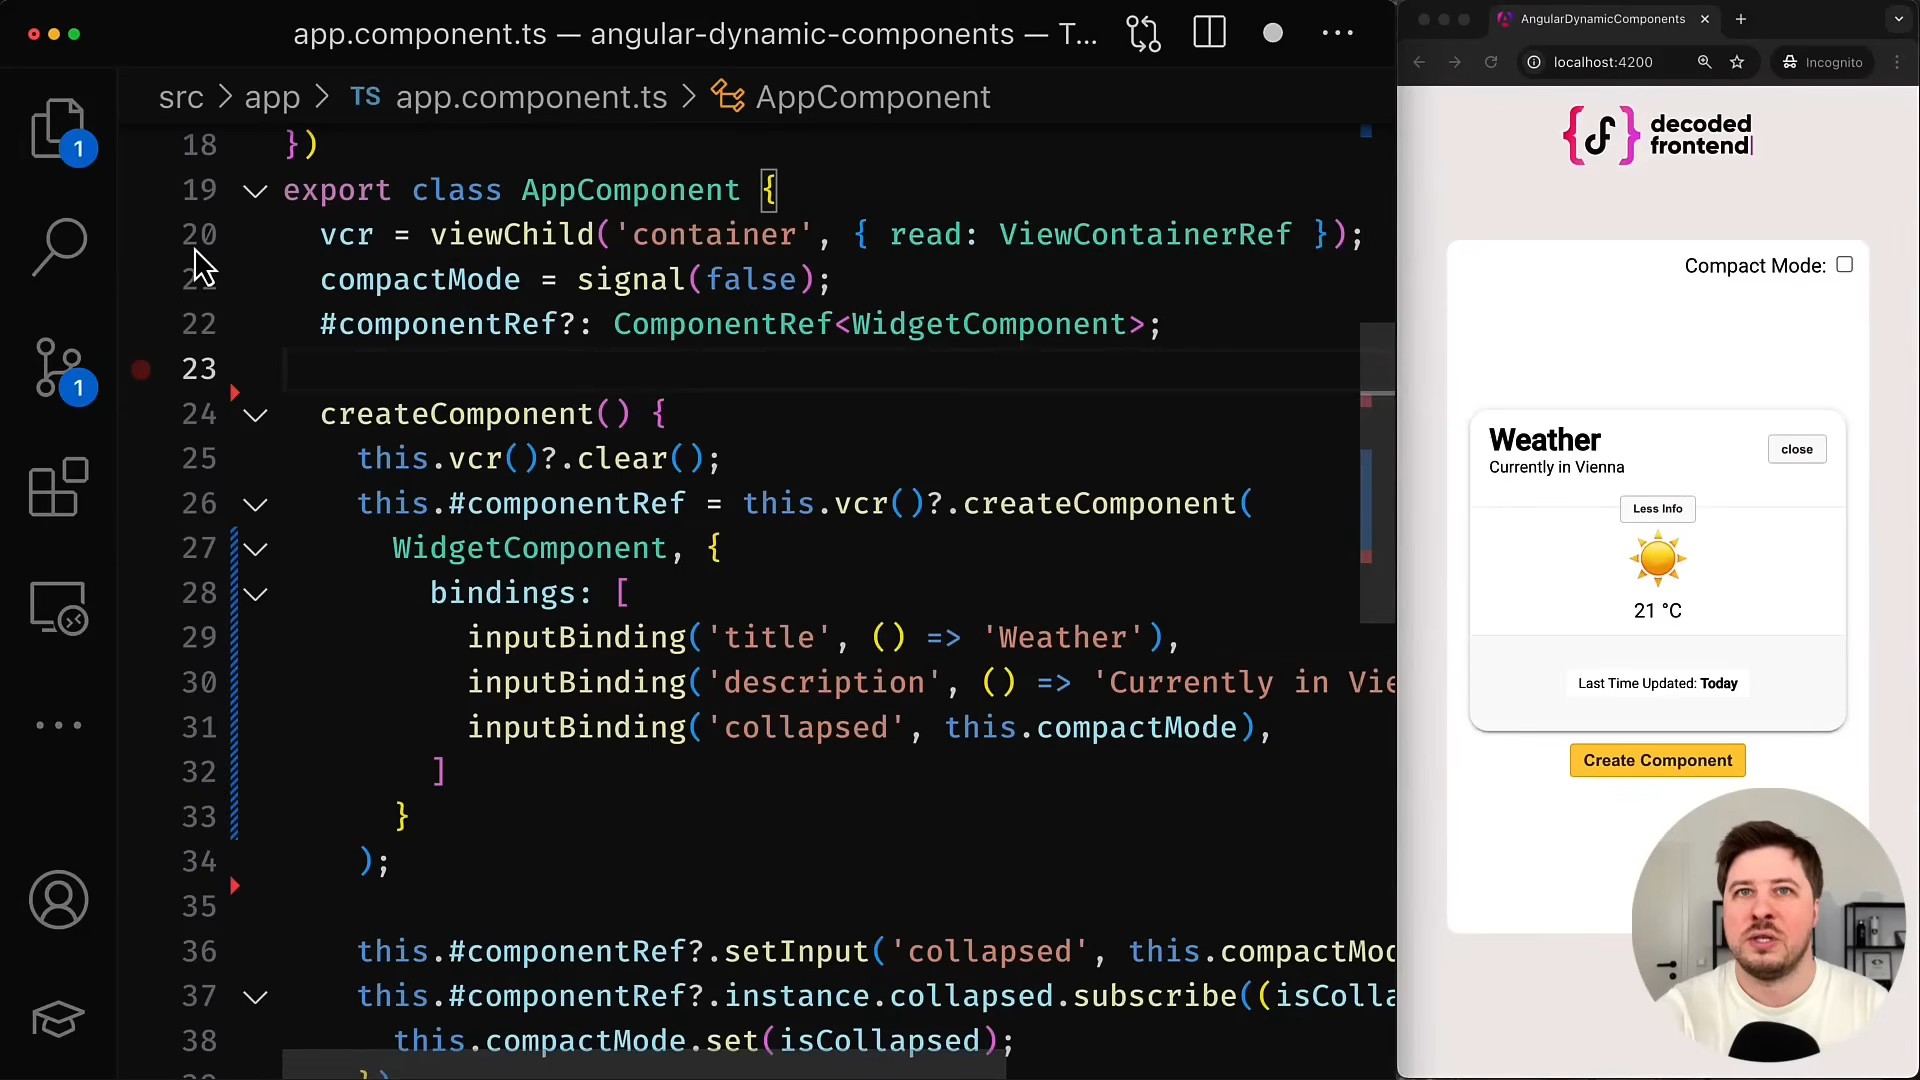 app.component.ts — angular-dynamic-components — T...
src > app > TS app.component.ts > AppComponent
1
1
18 })
19 export class AppComponent {
20 vcr = viewChild('container', { read: ViewContainerRef });
21 compactMode = signal(false);
22 #componentRef?: ComponentRef<WidgetComponent>;
23
24 createComponent() {
25 this.vcr()?.clear();
26 this.#componentRef = this.vcr()?.createComponent(
27 WidgetComponent, {
28 bindings: [
29 inputBinding('title', () => 'Weather'),
30 inputBinding('description', () => 'Currently in Vie
31 inputBinding('collapsed', this.compactMode),
32 ]
33 }
34 );
35
36 this.#componentRef?.setInput('collapsed', this.compactMod
37 this.#componentRef?.instance.collapsed.subscribe((isColla
38 this.compactMode.set(isCollapsed);
})
AngularDynamicComponents
localhost:4200
Incognito
decoded
frontend
Compact Mode:
Weather
close
Currently in Vienna
Less Info
21 °C
Last Time Updated: Today
Create Component